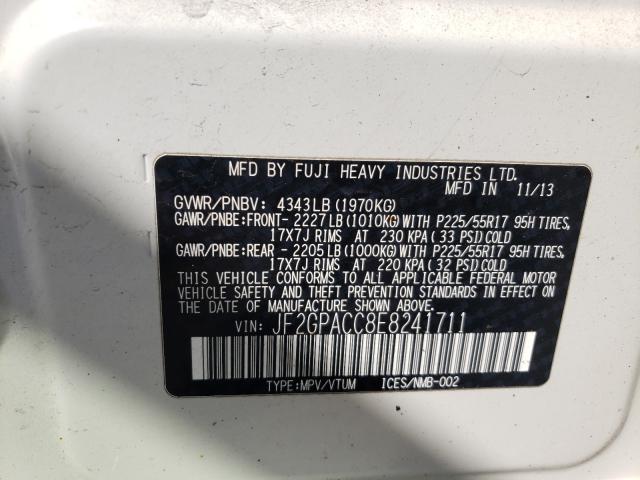 MFD BY FUJI HEAVY INDUSTRIES LTD.
MFD IN 11/13
GVWR/PNBV: 4343LB (1970KG)
GAWR/PNBE:FRONT- 2227LB (1010KG) WITH P225/55R17 95H TIRES,
17X7J RIMS AT 230 KPA (33 PSI) COLD
GAWR/PNBE:REAR - 2205LB (1000KG) WITH P225/55R17 95H TIRES,
17X7J RIMS AT 220 KPA (32 PSI) COLD
THIS VEHICLE CONFORMS TO ALL APPLICABLE FEDERAL MOTOR
VEHICLE SAFETY AND THEFT PREVENTION STANDARDS IN EFFECT ON
THE DATE OF MANUFACTURE SHOWN ABOVE.
VIN: JF2GPACC8E8241711
TYPE:MPV/VTUM ICES/NMB-002